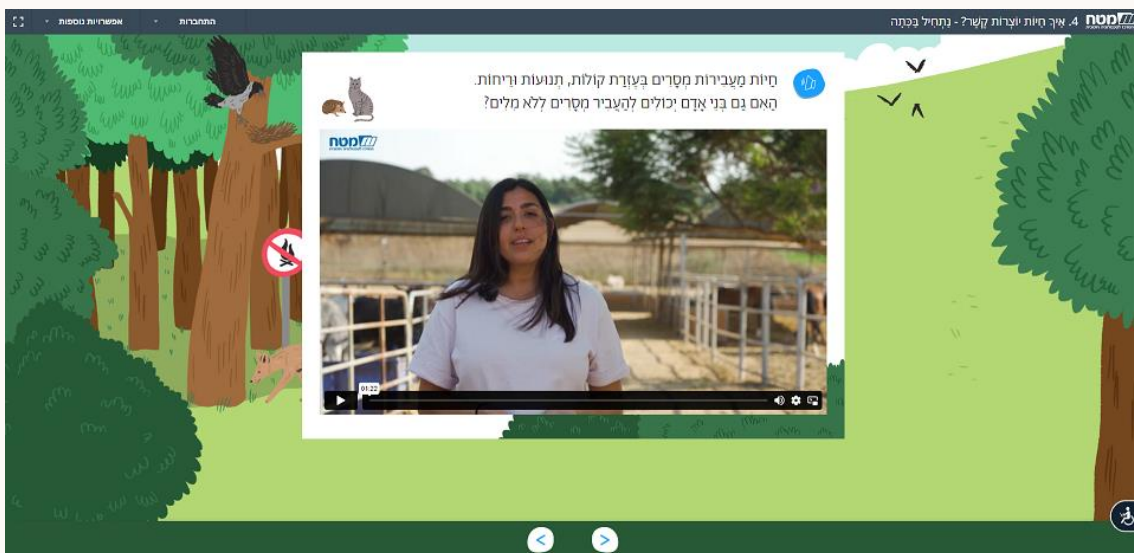 מטח
4. אֵיךְ חַיּוֹת יוֹצְרוֹת קֶשֶׁר? - נַתְחִיל בַּכִּתָּה
התחברות
אפשרויות נוספות
חַיּוֹת מַעֲבִירוֹת מְסָרִים בְּעֶזְרַת קוֹלוֹת, תְּנוּעוֹת וְרֵיחוֹת.
הַאִם גַּם בְּנֵי אָדָם יְכוֹלִים לְהַעֲבִיר מְסָרִים לְלֹא מִלִּים?
מטח
01:22